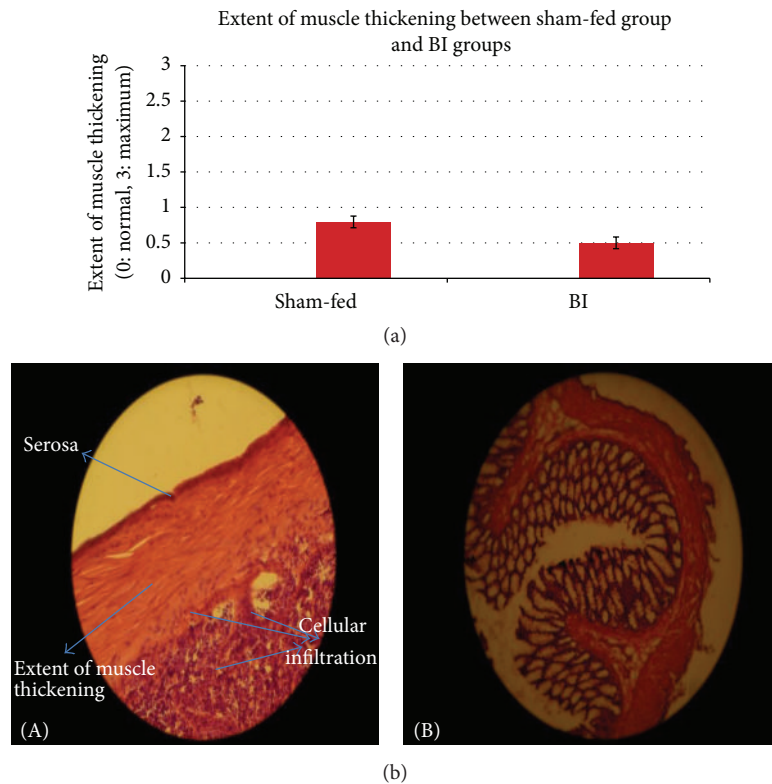 Extent of muscle thickening between sham-fed group
and BI groups
Extent of muscle thickening
(0: normal, 3: maximum)
3
2.5
2
1.5
1
0.5
0
Sham-fed
BI
(a)
Serosa
Cellular
infiltration
Extent of muscle
thickening
(A)
(B)
(b)